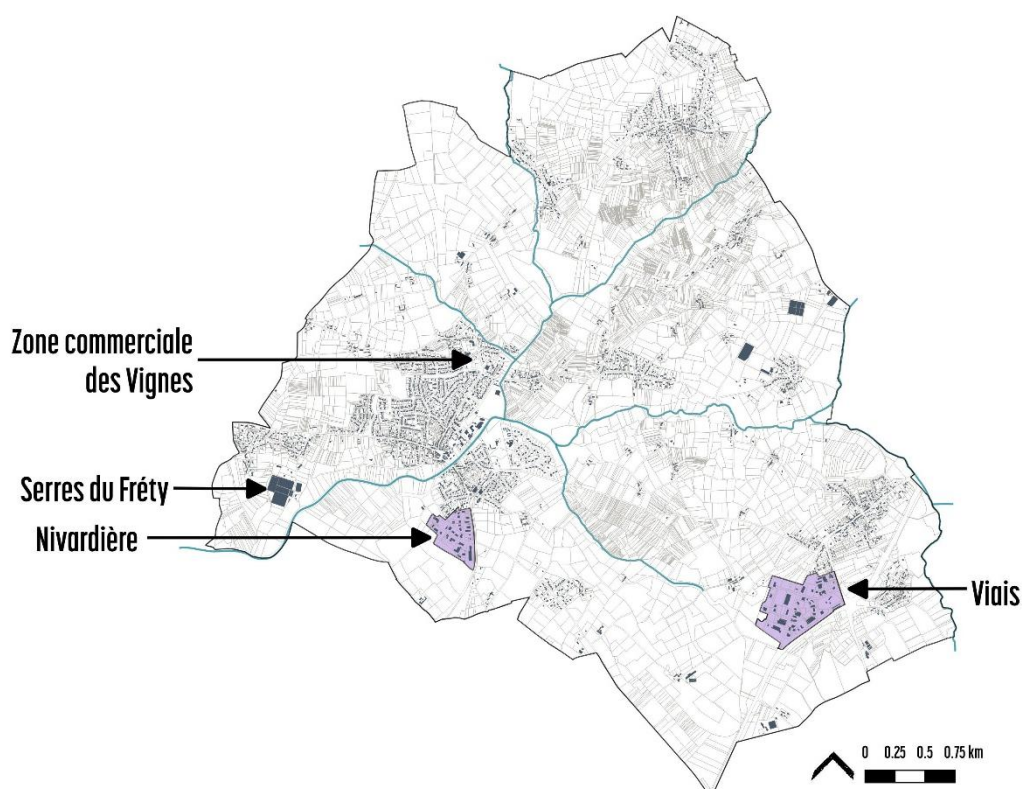 Zone commerciale
des Vignes
Serres du Fréty
Nivardière
Viais
0 0.25 0.5 0.75 km